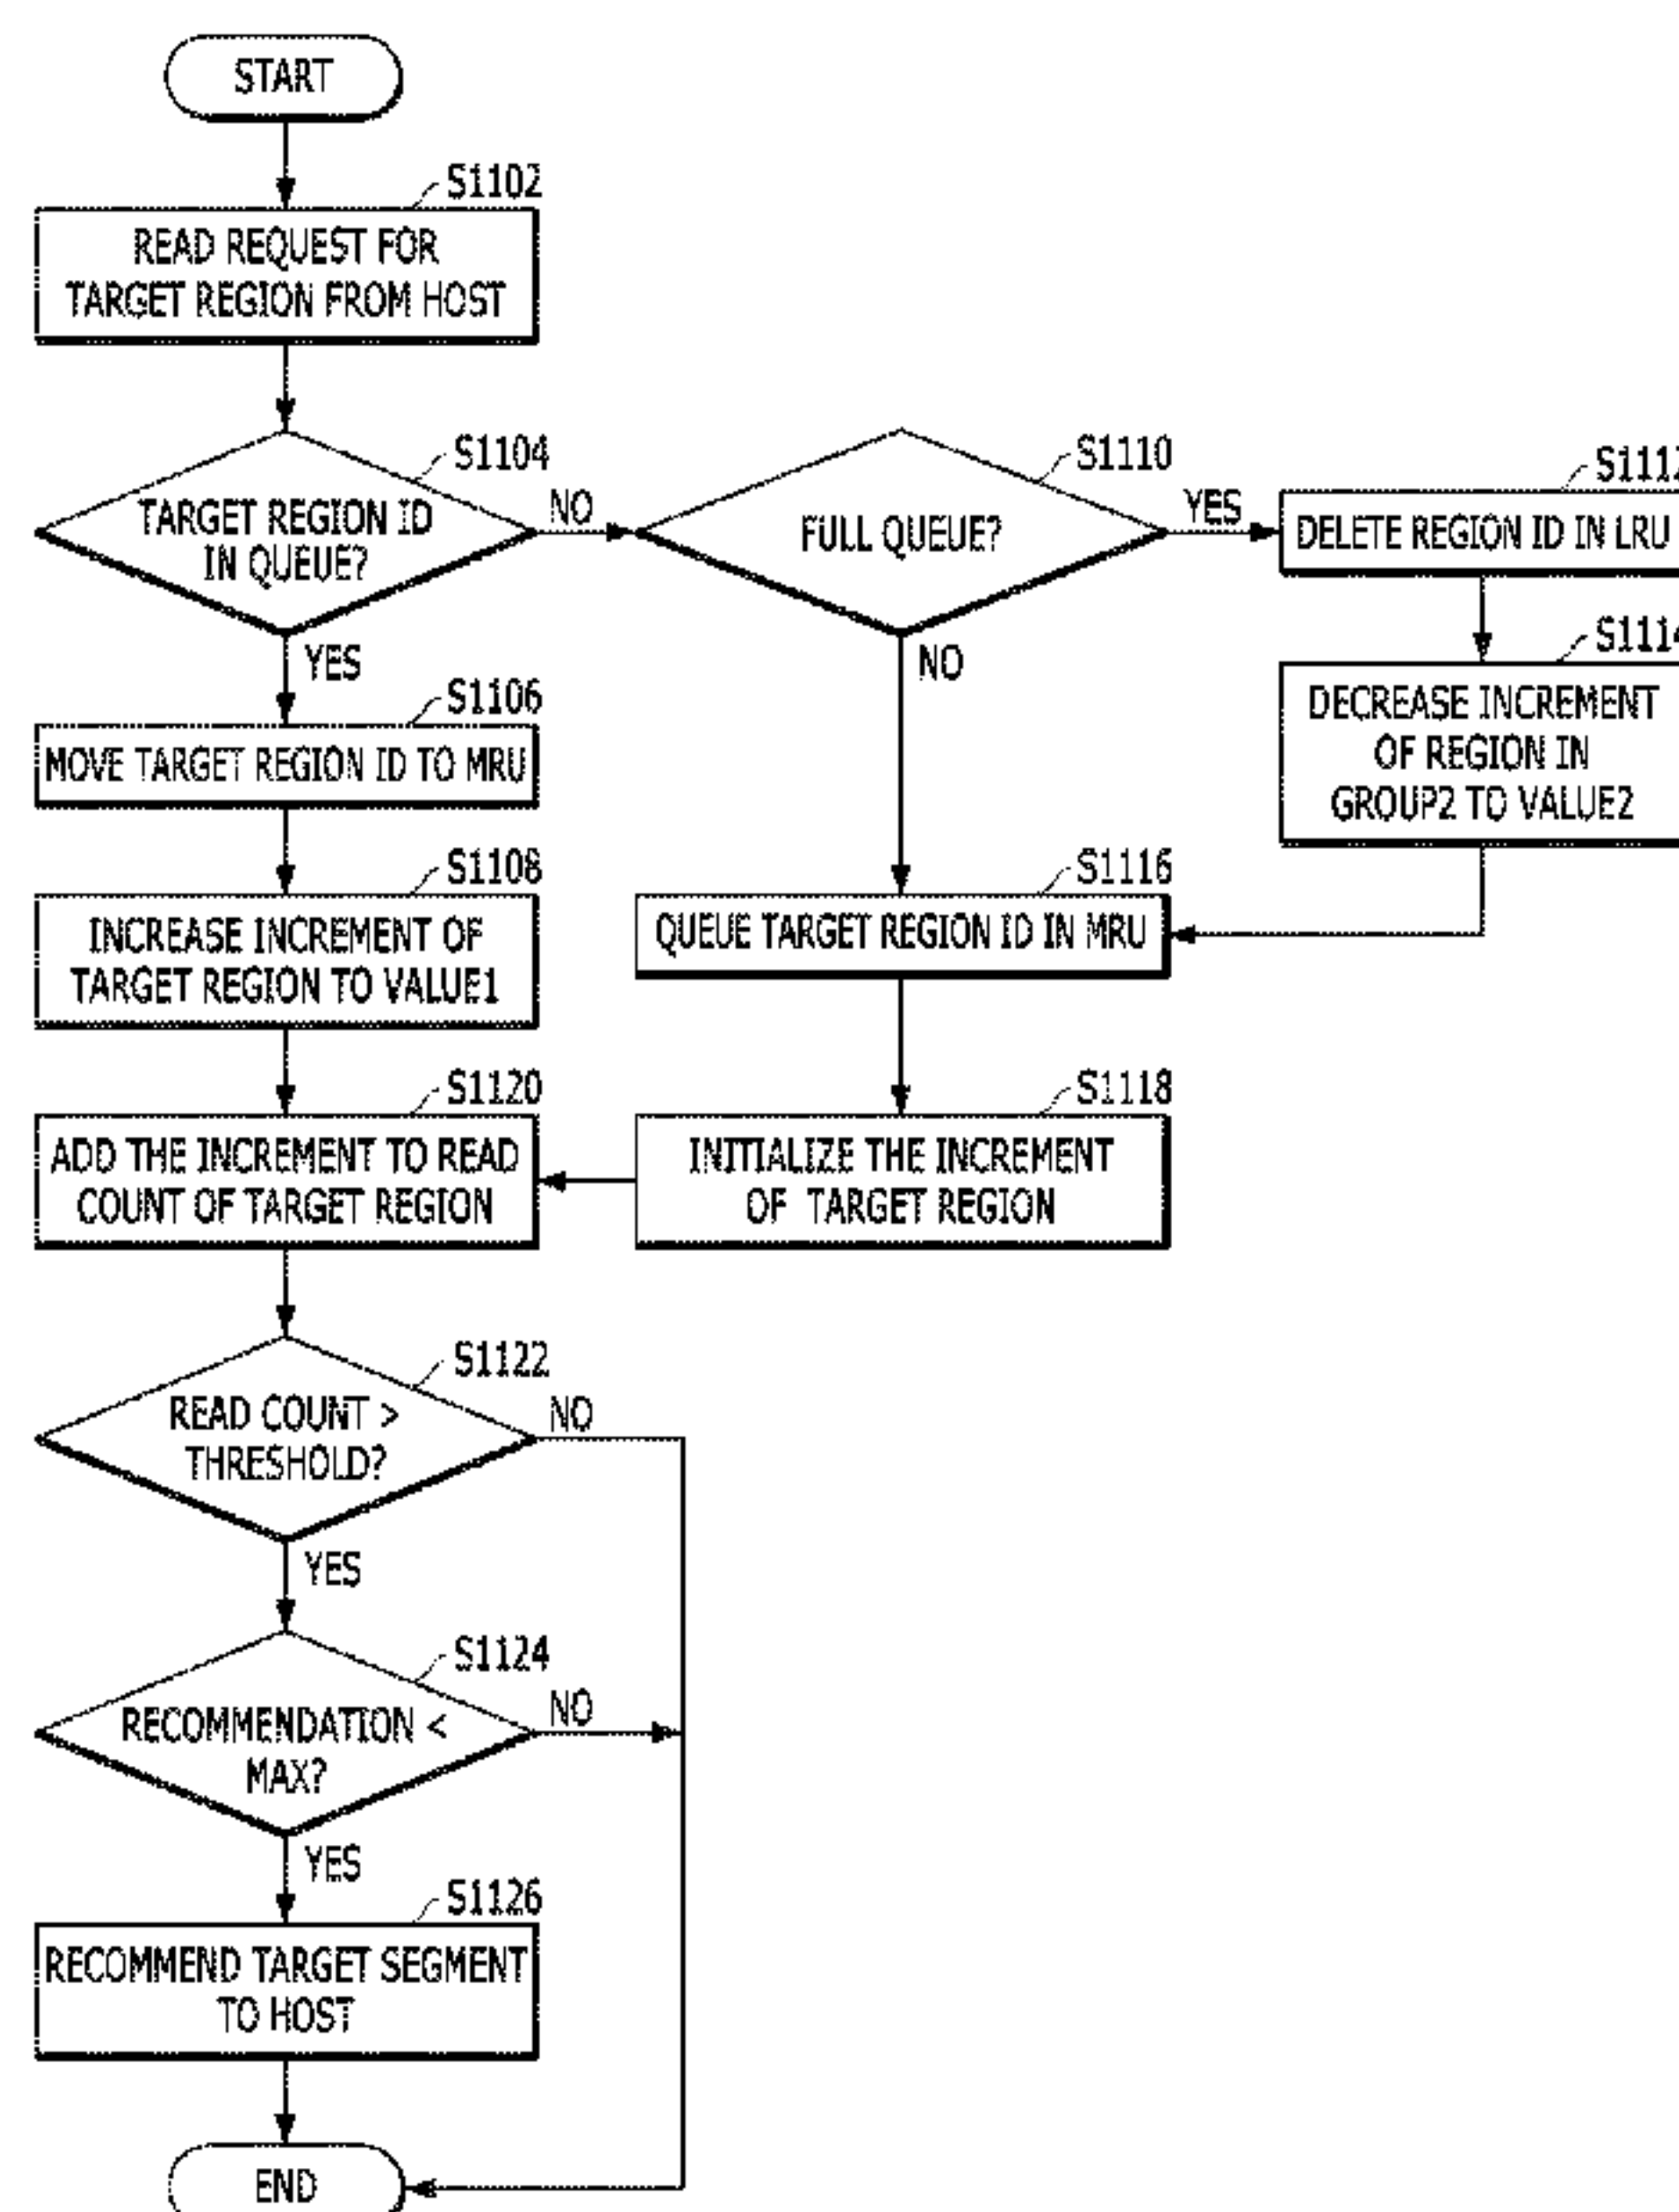 START
S1102
READ REQUEST FOR
TARGET REGION FROM HOST
S1104
TARGET REGION ID
IN QUEUE?
NO
YES
S1110
FULL QUEUE?
YES
NO
S1112
DELETE REGION ID IN LRU
S1114
DECREASE INCREMENT
OF REGION IN
GROUP2 TO VALUE2
S1106
MOVE TARGET REGION ID TO MRU
S1108
INCREASE INCREMENT OF
TARGET REGION TO VALUE1
S1116
QUEUE TARGET REGION ID IN MRU
S1120
ADD THE INCREMENT TO READ
COUNT OF TARGET REGION
S1118
INITIALIZE THE INCREMENT
OF TARGET REGION
S1122
READ COUNT >
THRESHOLD?
NO
YES
S1124
RECOMMENDATION <
MAX?
NO
YES
S1126
RECOMMEND TARGET SEGMENT
TO HOST
END